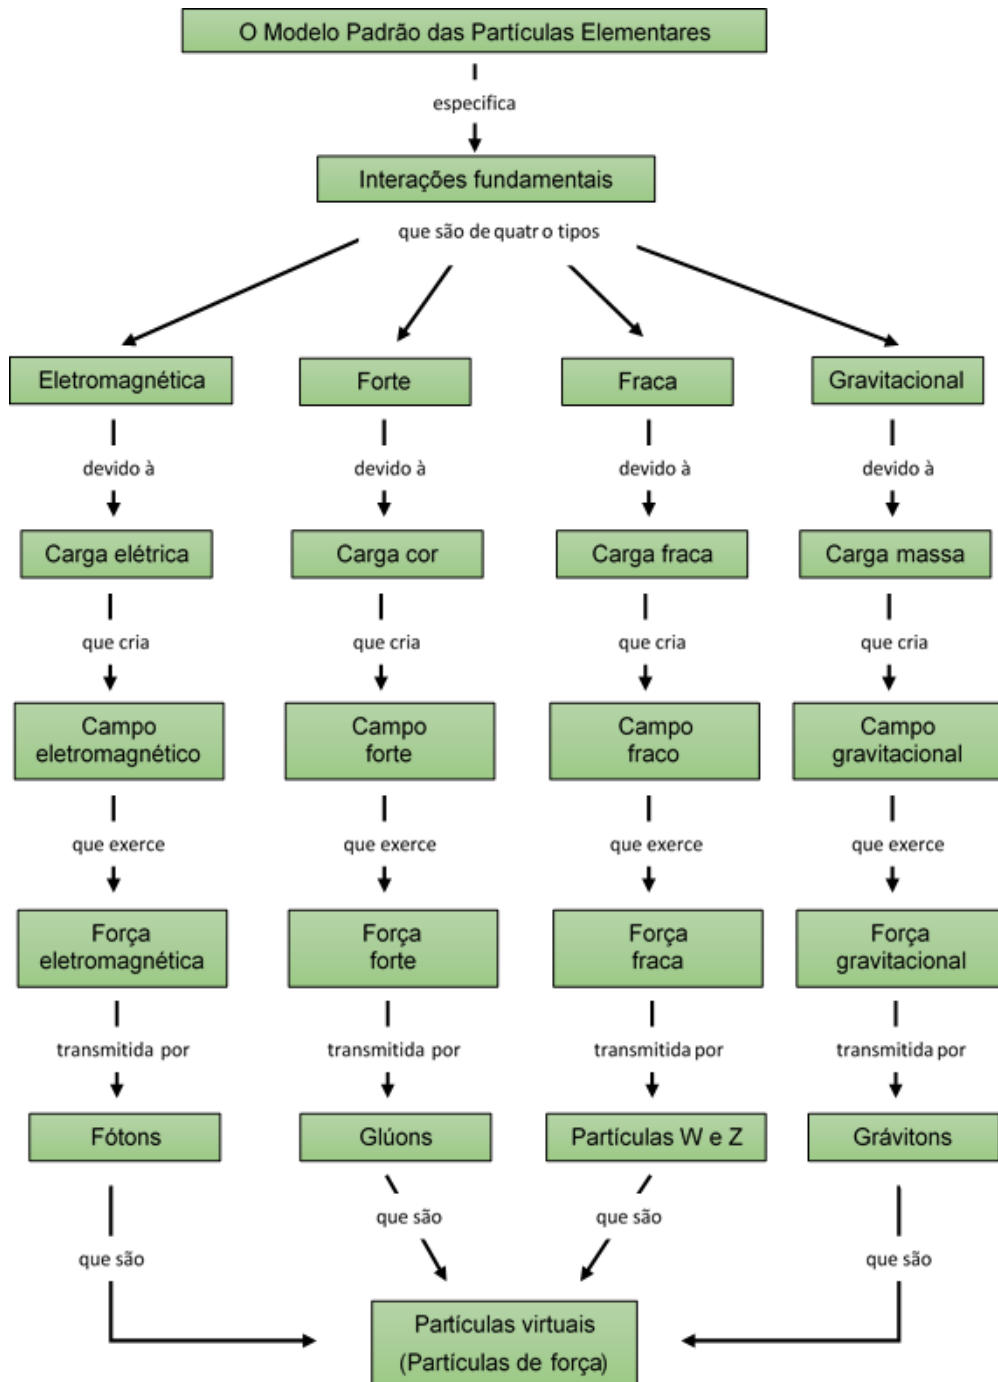 O Modelo Padrão das Partículas Elementares
especifica
Interações fundamentais
que são de quatr o tipos
Eletromagnética
Forte
Fraca
Gravitacional
devido à
devido à
devido à
devido à
Carga elétrica
Carga cor
Carga fraca
Carga massa
que cria
que cria
que cria
que cria
Campo
eletromagnético
Campo
forte
Campo
fraco
Campo
gravitacional
que exerce
que exerce
que exerce
que exerce
Força
eletromagnética
Força
forte
Força
fraca
Força
gravitacional
transmitida por
transmitida por
transmitida por
transmitida por
Fótons
Glúons
Partículas W e Z
Grávitons
que são
que são
que são
que são
Partículas virtuais
(Partículas de força)